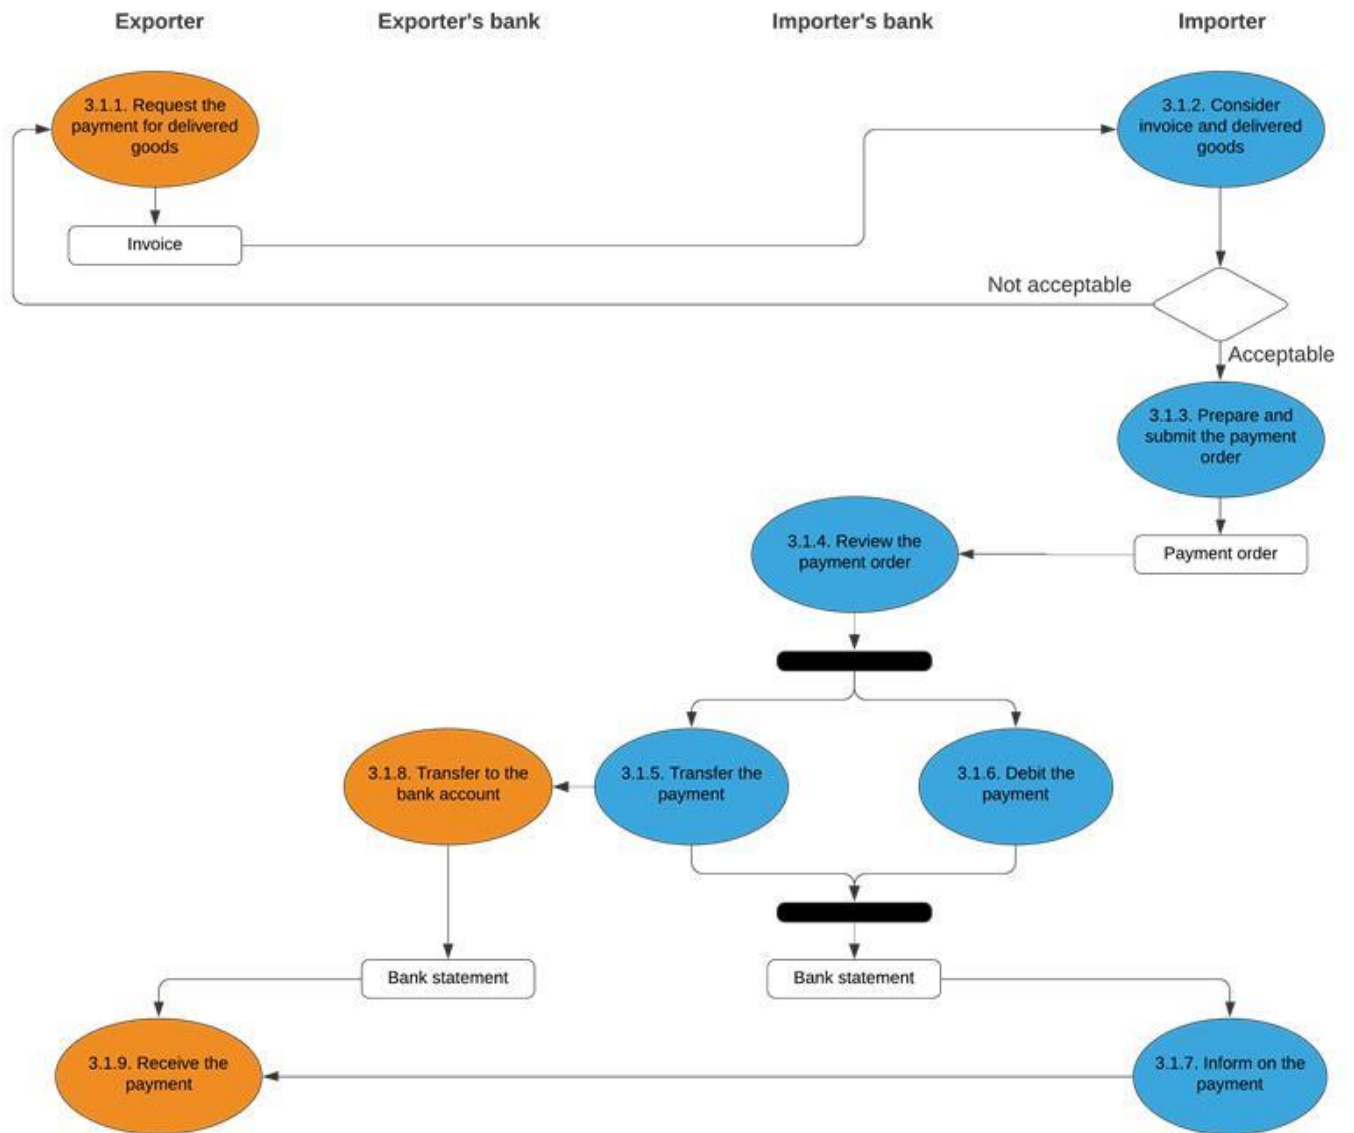 Exporter
Exporter's bank
Importer's bank
Importer
3.1.1. Request the
payment for delivered
goods
3.1.2. Consider
invoice and delivered
goods
Invoice
Not acceptable
Acceptable
3.1.3. Prepare and
submit the payment
order
3.1.4. Review the
payment order
Payment order
3.1.8. Transfer to the
bank account
3.1.5. Transfer the
payment
3.1.6. Debit the
payment
Bank statement
Bank statement
3.1.9. Receive the
payment
3.1.7. Inform on the
payment